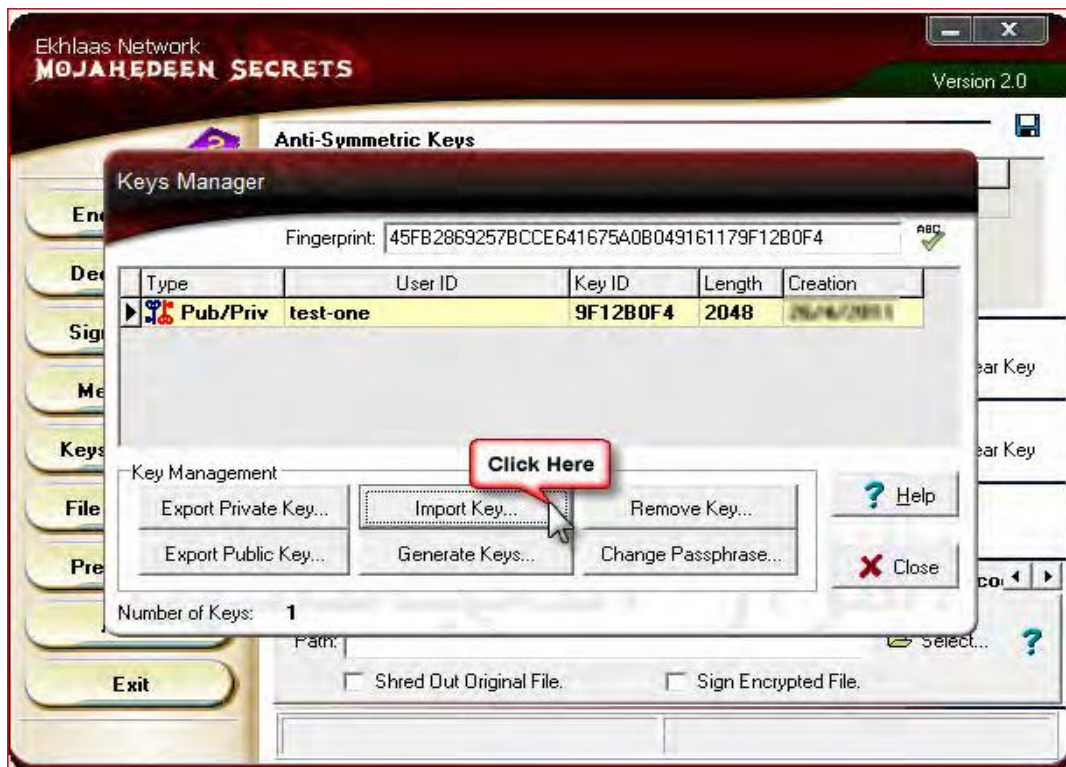 Ekhlaas Network
MOJAHEDEEN SECRETS
Version 2.0
Anti-Symmetric Keys
Keys Manager
Fingerprint: 45FB2869257BCCE641675A0B049161179F12B0F4
ABC
Type User ID Key ID Length Creation
Pub/Priv test-one 9F12B0F4 2048
Key
Key
Keys
File
Click Here
Key Management
Export Private Key... Import Key... Remove Key...
Export Public Key... Generate Keys... Change Passphrase...
? Help
Close
Number of Keys: 1
Path: Select... ?
Shred Out Original File. Sign Encrypted File.
Exit